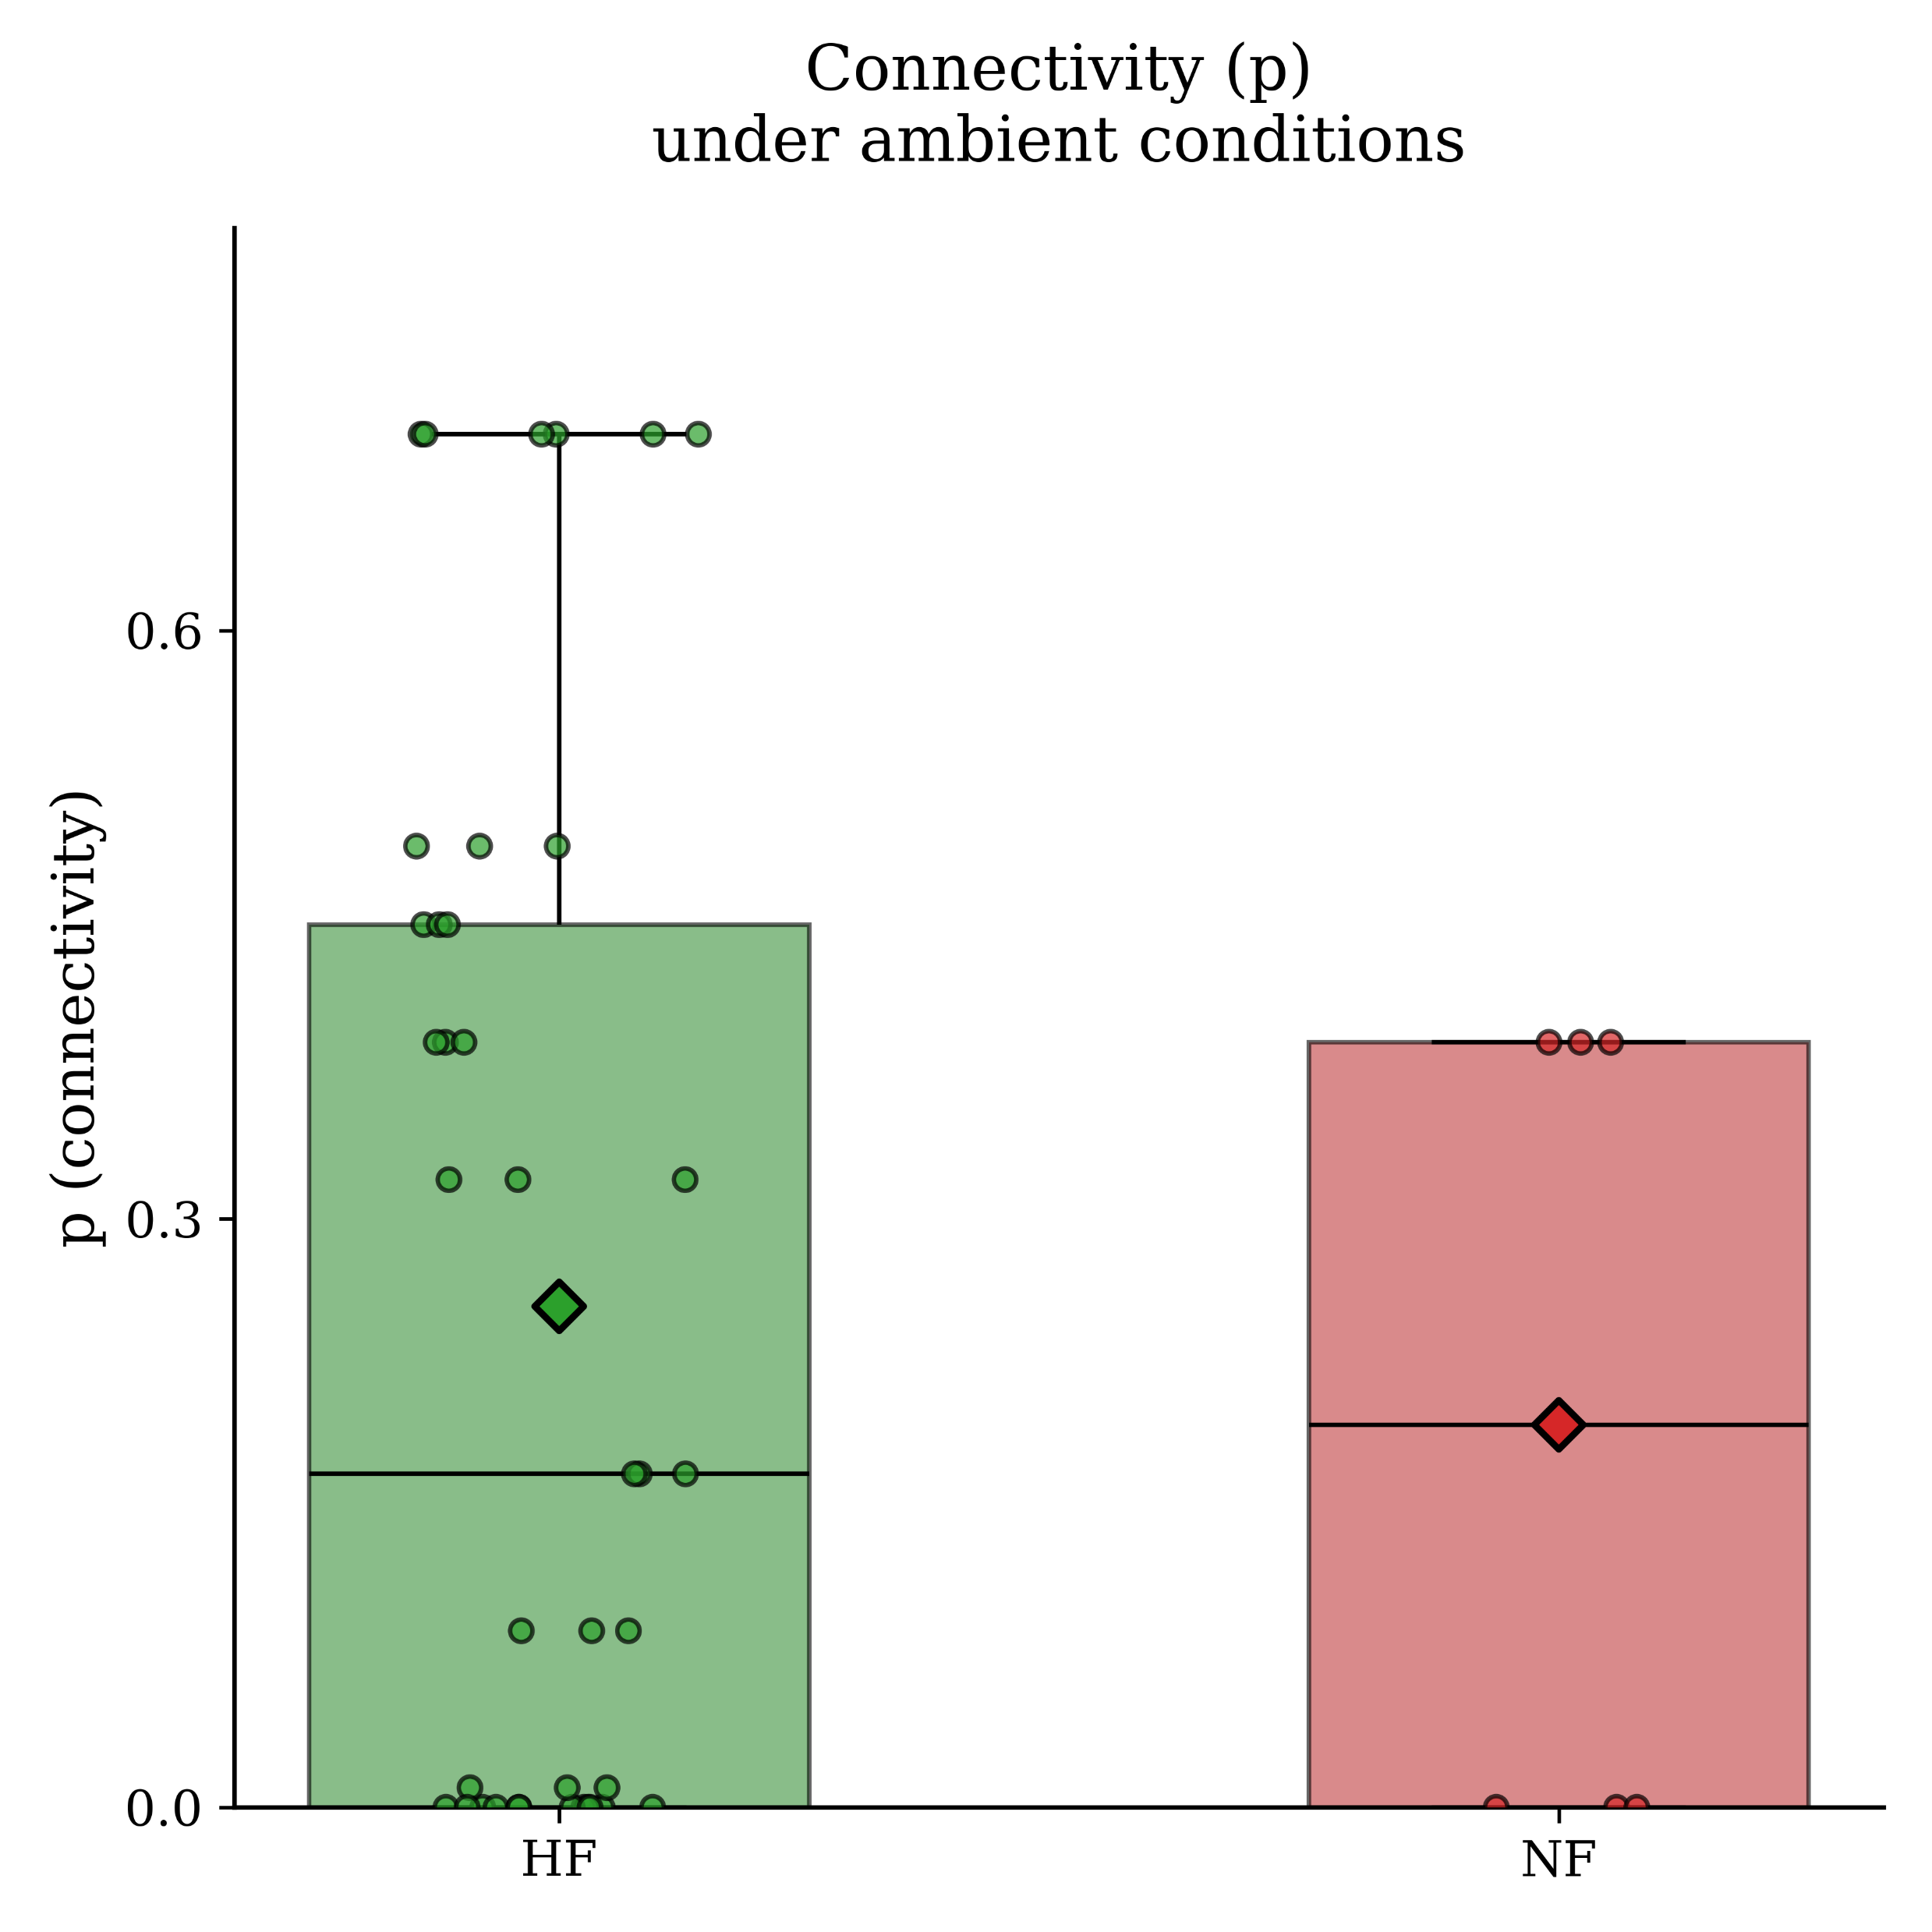 Connectivity (p)
under ambient conditions
p (connectivity)
0.6
0.3
0.0
HF
NF